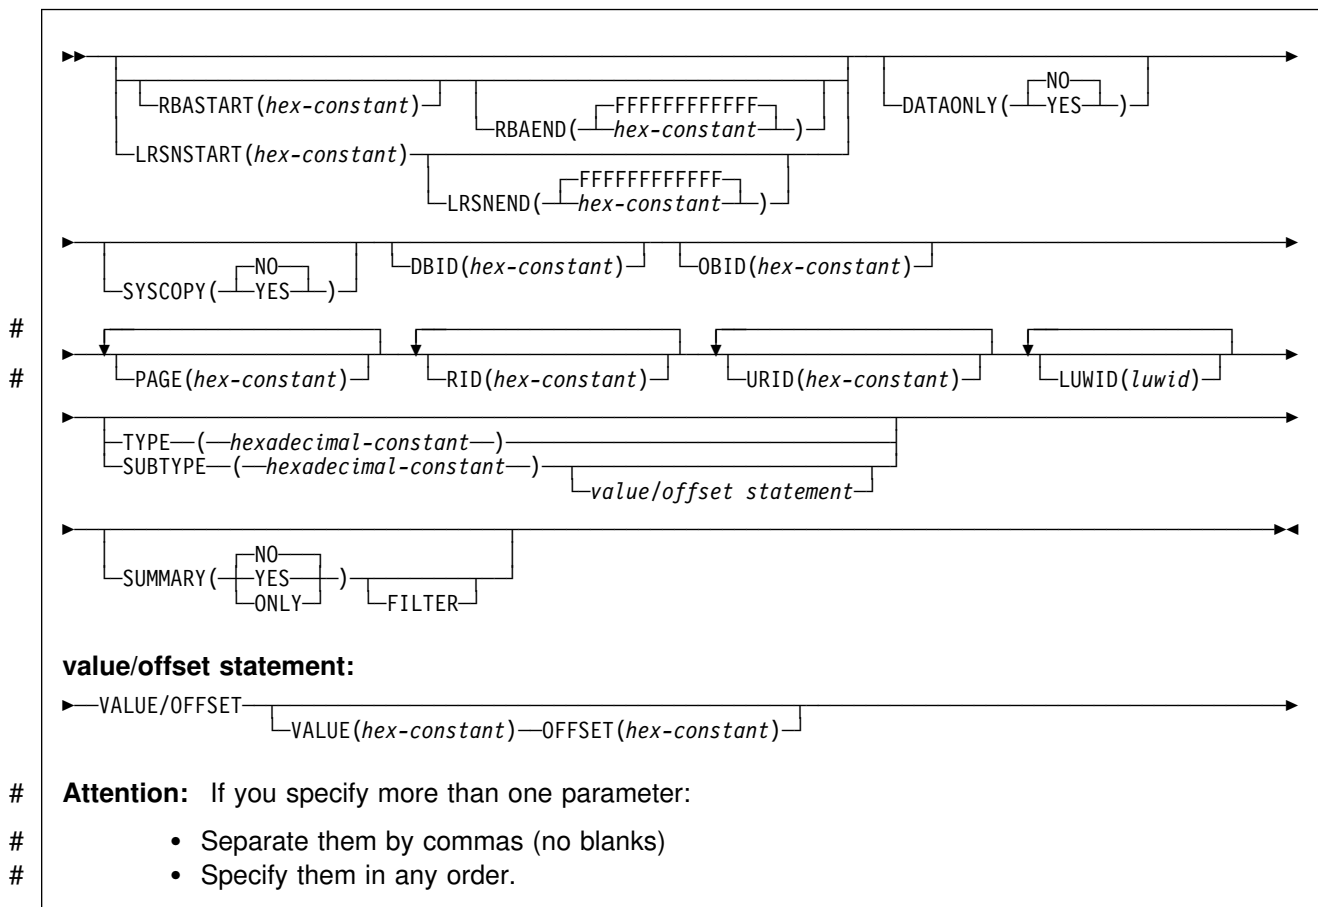 NO
RBASTART(hex-constant) FFFFFFFFFFFF DATAONLY( YES )
RBAEND( hex-constant )
LRSNSTART(hex-constant)
FFFFFFFFFFFF
LRSNEND( hex-constant )
NO DBID(hex-constant) OBID(hex-constant)
SYSCOPY( YES )
#
# PAGE(hex-constant) RID(hex-constant) URID(hex-constant) LUWID(luwid)
TYPE ( hexadecimal-constant )
SUBTYPE ( hexadecimal-constant )
value/offset statement
NO
SUMMARY( YES )
ONLY FILTER
value/offset statement:
VALUE/OFFSET
VALUE(hex-constant) OFFSET(hex-constant)
# Attention: If you specify more than one parameter:
# • Separate them by commas (no blanks)
# • Specify them in any order.